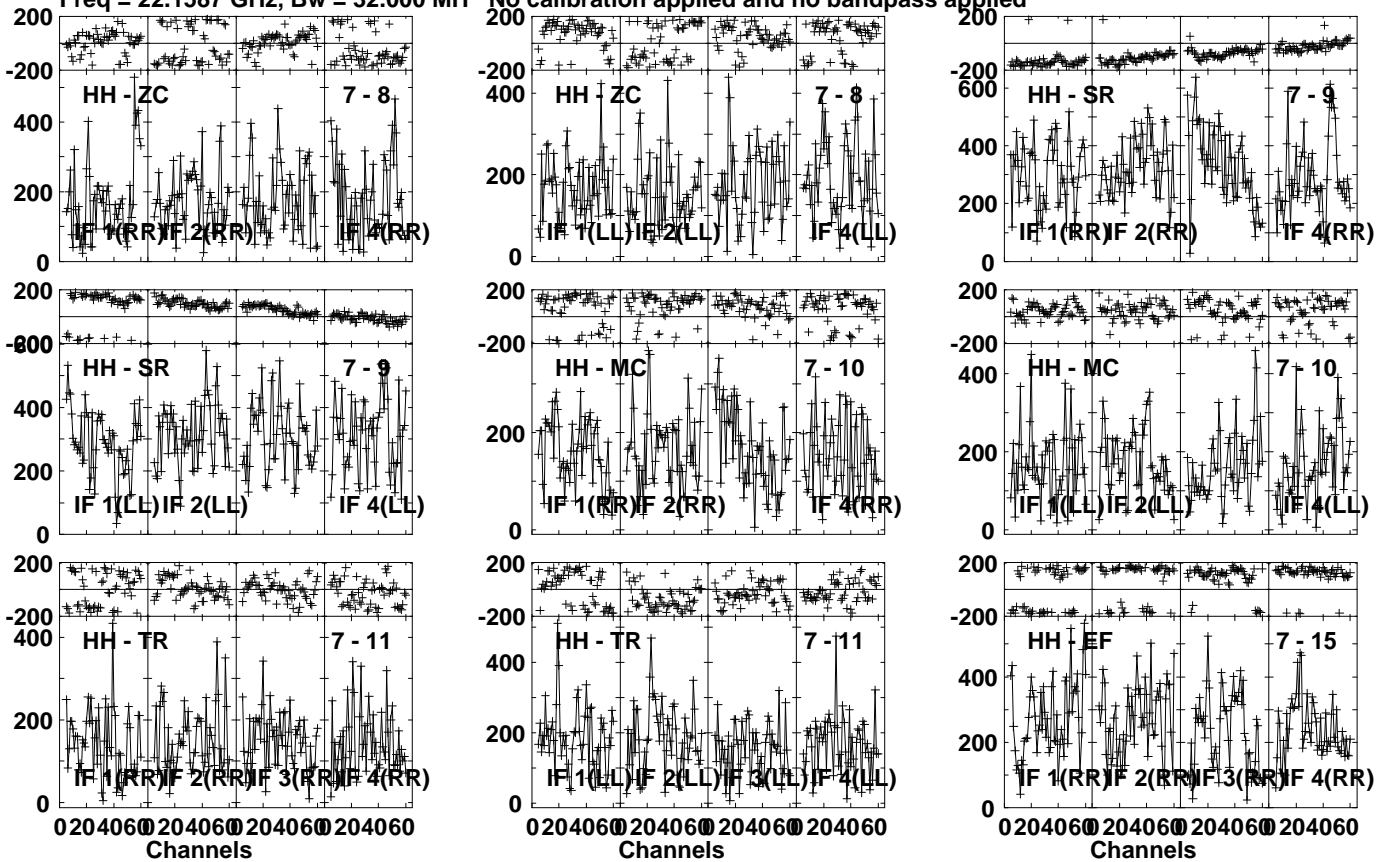 Freq = 22.1587 GHz, Bw = 32.000 MH No calibration applied and no bandpass applied
200 200 200
-200 -200 -200
HH - ZC 7 - 8 HH - ZC 7 - 8 HH - SR 7 - 9
400 400 600
200 200 400
0 0 200
0
IF 1(RR) IF 2(RR) IF 4(RR) IF 1(LL) IF 2(LL) IF 4(LL) IF 1(RR) IF 2(RR) IF 4(RR)
200 200 200
-200 -200 -200
600
HH - SR 7 - 9 HH - MC 7 - 10 HH - MC 7 - 10
400 200 400
200 0 200
0 0
IF 1(LL) IF 2(LL) IF 4(LL) IF 1(RR) IF 2(RR) IF 4(RR) IF 1(LL) IF 2(LL) IF 4(LL)
200 200 200
-200 -200 -200
HH - TR 7 - 11 HH - TR 7 - 11 HH - EF 7 - 15
400 400 400
200 200 200
0 0 0
IF 1(RR) IF 2(RR) IF 3(RR) IF 4(RR) IF 1(LL) IF 2(LL) IF 3(LL) IF 4(LL) IF 1(RR) IF 2(RR) IF 3(RR) IF 4(RR)
0 20 40 60 0 20 40 60 0 20 40 60 0 20 40 60 0 20 40 60 0 20 40 60 0 20 40 60 0 20 40 60 0 20 40 60 0 20 40 60 0 20 40 60 0 20 40 60
Channels Channels Channels